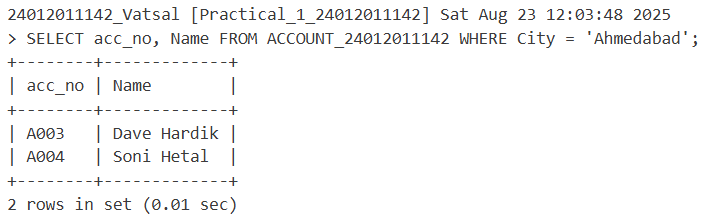 24012011142_Vatsal [Practical_1_24012011142] Sat Aug 23 12:03:48 2025
> SELECT acc_no, Name FROM ACCOUNT_24012011142 WHERE City = 'Ahmedabad';
+--------+-------------+
| acc_no | Name        |
+--------+-------------+
| A003   | Dave Hardik |
| A004   | Soni Hetal  |
+--------+-------------+
2 rows in set (0.01 sec)